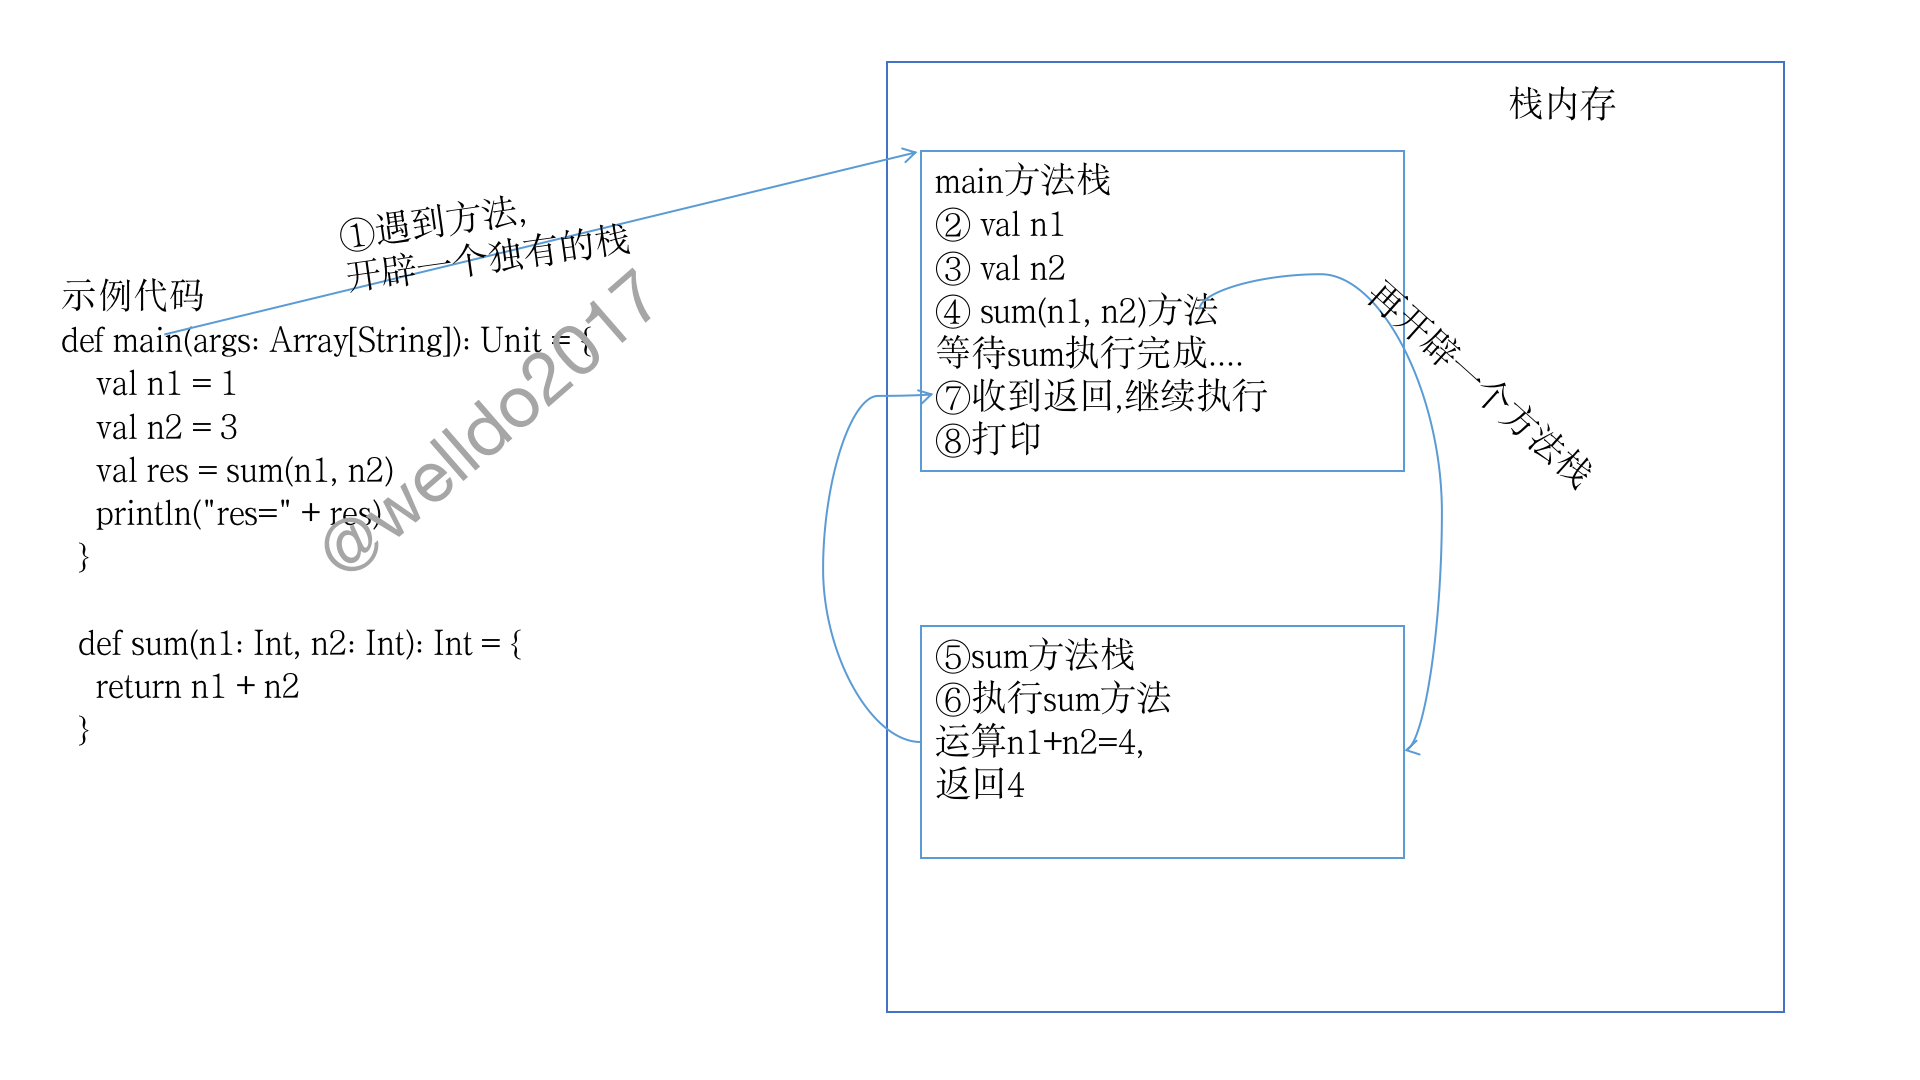 栈内存
①遇到方法,
开辟一个独有的栈
示例代码
def main(args: Array[String]): Unit = {
val n1 = 1
val n2 = 3
val res = sum(n1, n2)
println("res=" + res)
}
def sum(n1: Int, n2: Int): Int = {
return n1 + n2
}
@welldo2017
main方法栈
② val n1
③ val n2
④ sum(n1, n2)方法
等待sum执行完成....
⑦收到返回,继续执行
⑧打印
再开辟一个方法栈
⑤sum方法栈
⑥执行sum方法
运算n1+n2=4,
返回4